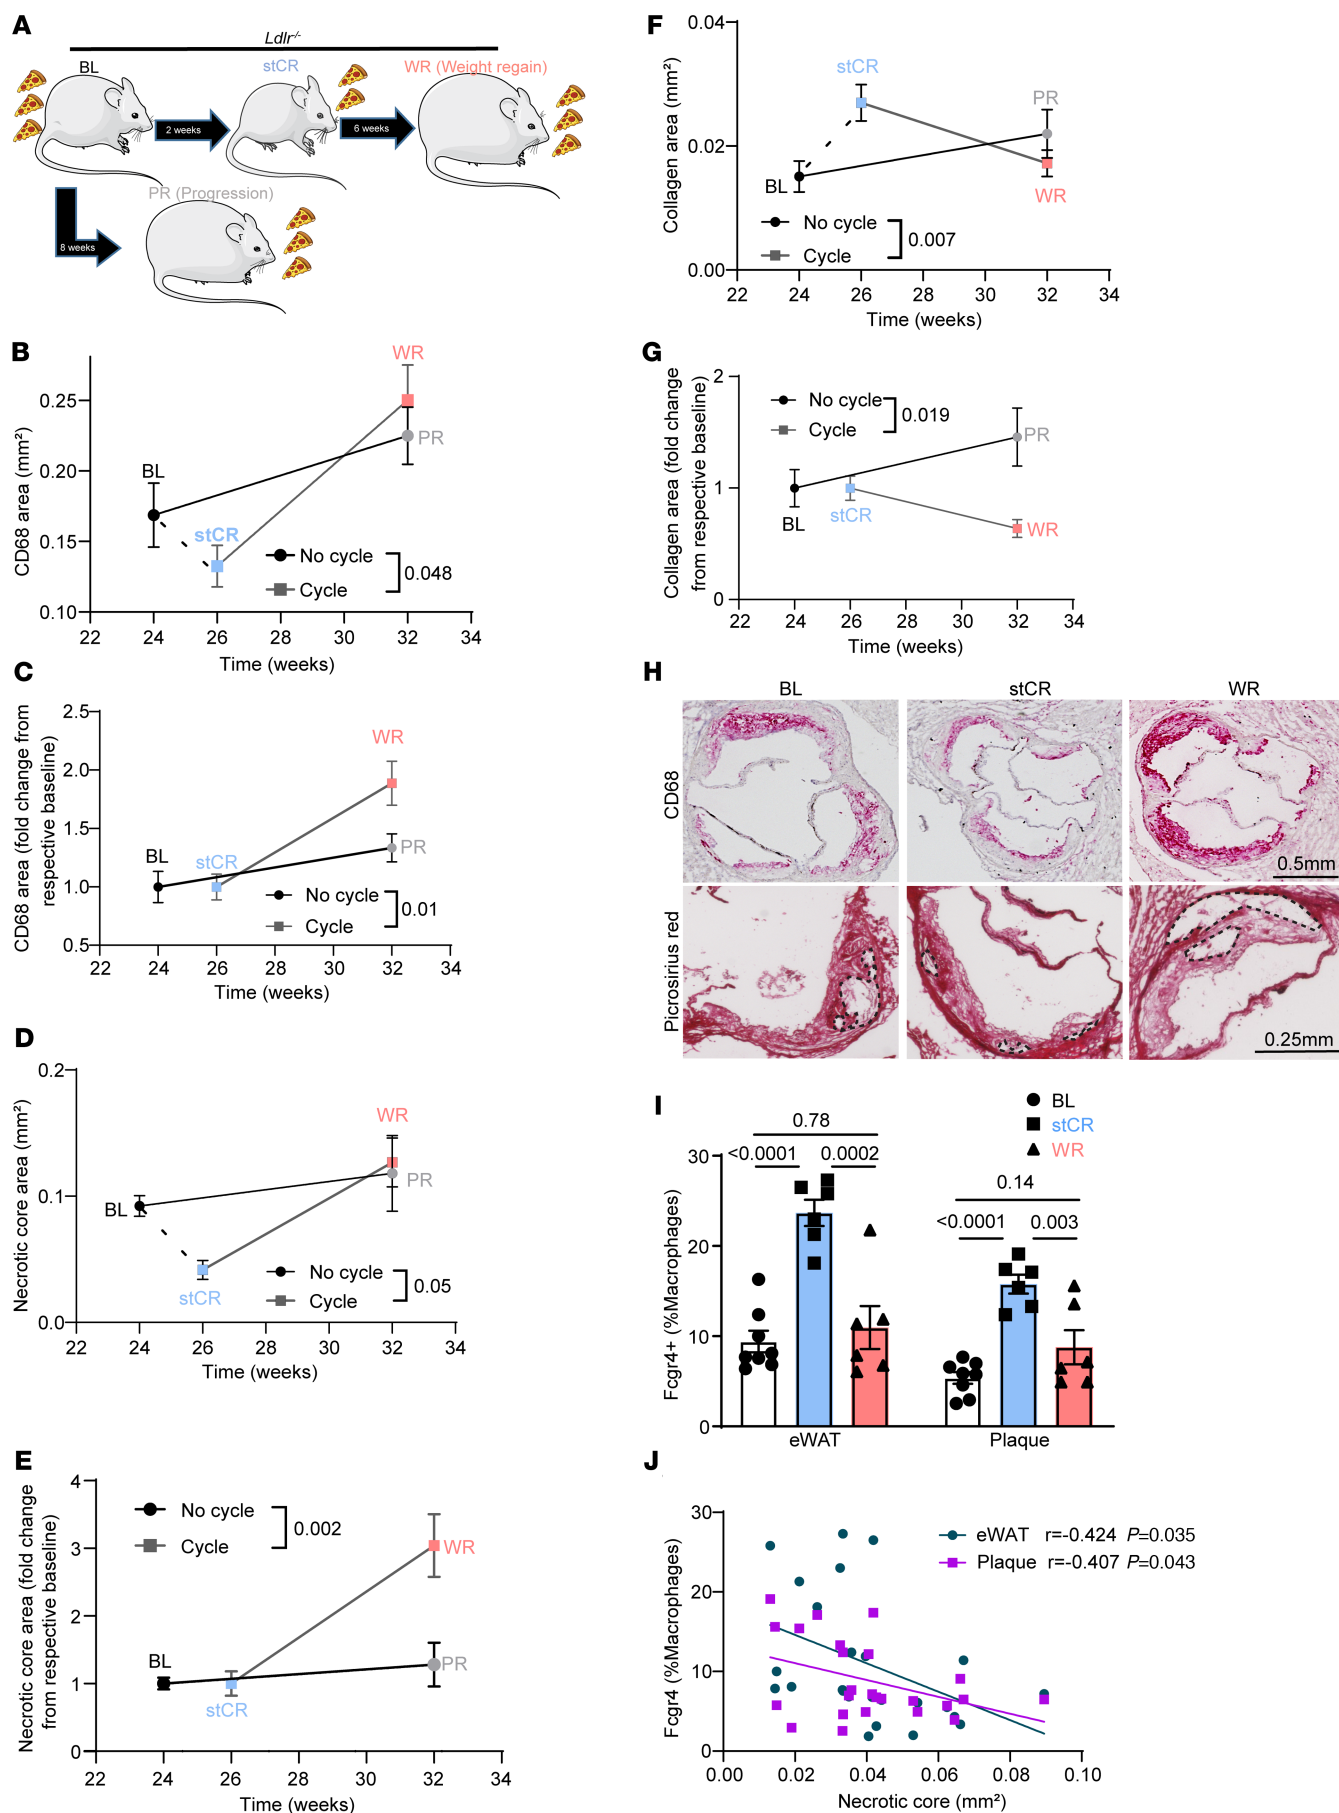 A
Ldlr-/-
BL
stCR
WR (Weight regain)
2 weeks
6 weeks
PR (Progression)
8 weeks
B
CD68 area (mm²)
0.25
0.20
0.15
0.10
WR
PR
BL
stCR
No cycle
Cycle
0.048
22 24 26 28 30 32 34
Time (weeks)
C
CD68 area (fold change from
respective baseline)
2.5
2.0
1.5
1.0
0.5
WR
BL
stCR
PR
No cycle
Cycle
0.01
22 24 26 28 30 32 34
Time (weeks)
D
Necrotic core area (mm²)
0.2
0.1
0.0
WR
BL
PR
stCR
No cycle
Cycle
0.05
22 24 26 28 30 32 34
Time (weeks)
E
Necrotic core area (fold change
from respective baseline)
4
3
2
1
0
No cycle
Cycle
0.002
WR
BL
PR
stCR
22 24 26 28 30 32 34
Time (weeks)
F
Collagen area (mm²)
0.04
0.02
0.00
stCR
PR
BL
WR
No cycle
Cycle
0.007
22 24 26 28 30 32 34
Time (weeks)
G
Collagen area (fold change
from respective baseline)
2
1
0
No cycle
Cycle
0.019
PR
BL
stCR
WR
22 24 26 28 30 32 34
Time (weeks)
H
BL stCR WR
CD68
0.5mm
Picrosirius red
0.25mm
I
BL
stCR
WR
Fcgr4+ (%Macrophages)
30
20
10
0
0.78
<0.0001 0.0002
0.14
<0.0001 0.003
eWAT Plaque
J
Fcgr4 (%Macrophages)
30
20
10
0
eWAT r=-0.424 P=0.035
Plaque r=-0.407 P=0.043
0.00 0.02 0.04 0.06 0.08 0.10
Necrotic core (mm²)